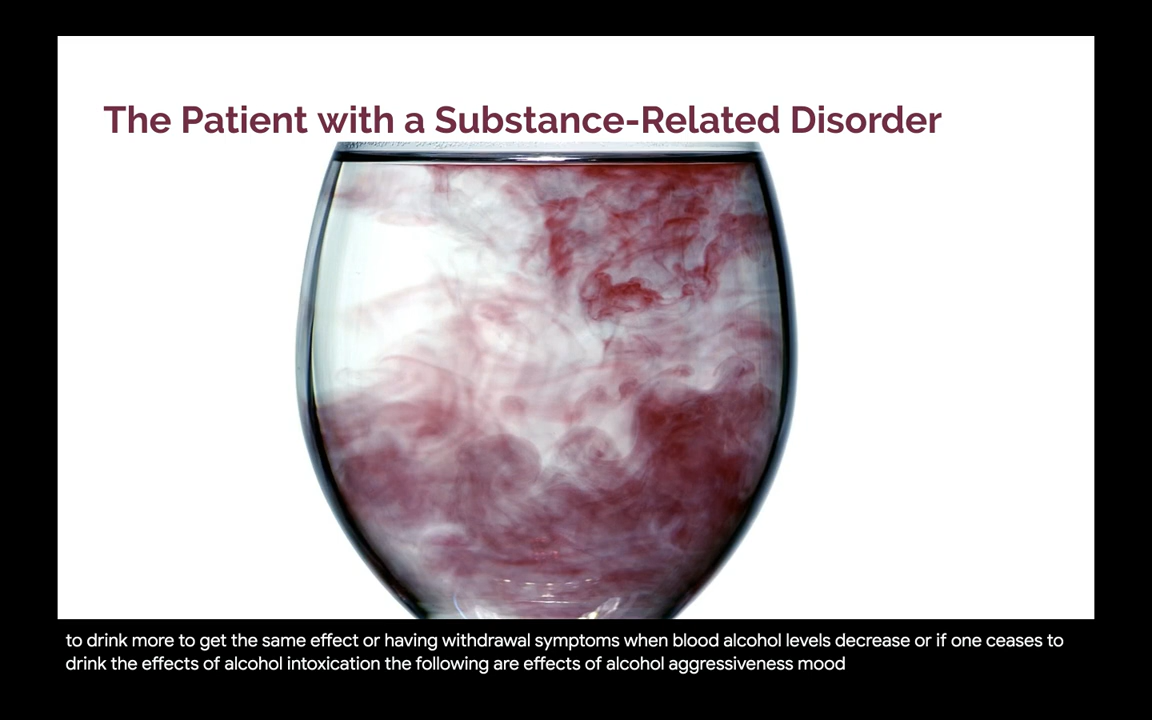 The Patient with a Substance-Related Disorder
to drink more to get the same effect or having withdrawal symptoms when blood alcohol levels decrease or if one ceases to
drink the effects of alcohol intoxication the following are effects of alcohol aggressiveness mood